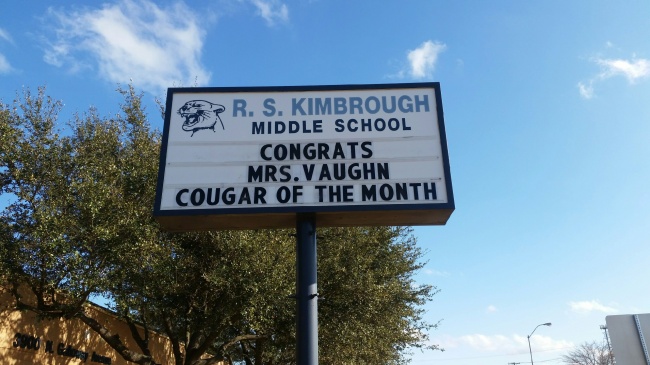 R. S. KIMBROUGH
MIDDLE SCHOOL
CONGRATS
MRS. VAUGHN
COUGAR OF THE MONTH
N.